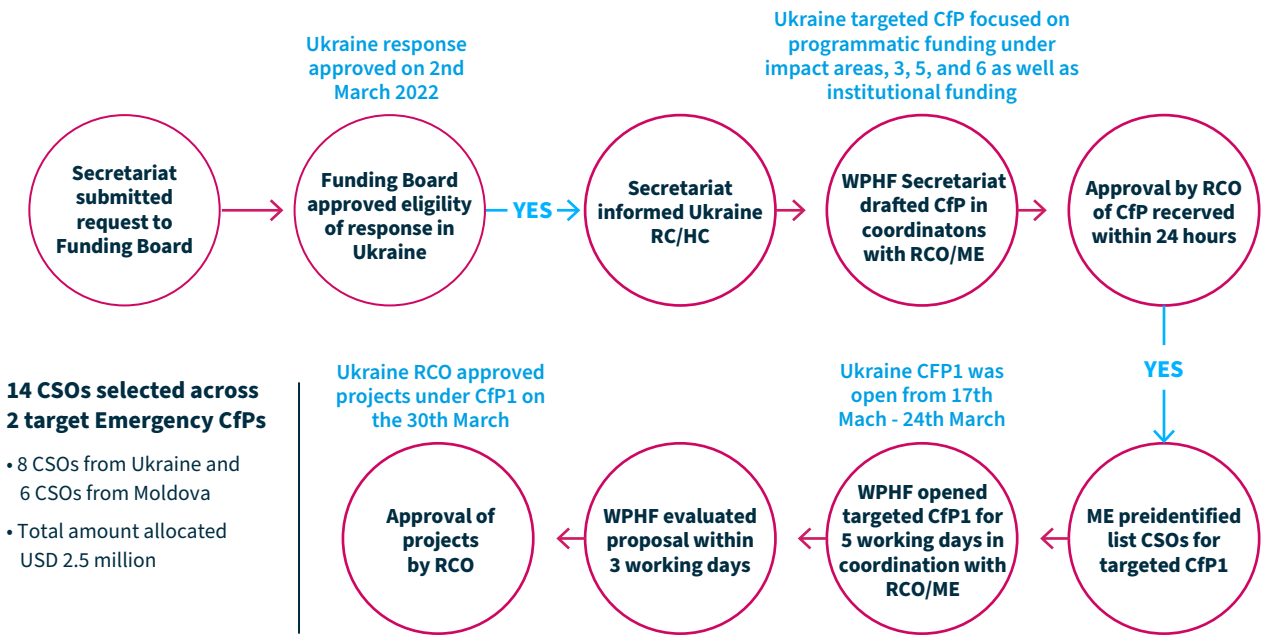 Ukraine response
approved on 2nd
March 2022
Ukraine targeted CfP focused on
programmatic funding under
impact areas, 3, 5, and 6 as well as
institutional funding
Secretariat
submitted
request to
Funding Board
Funding Board
approved eligility
of response in
Ukraine
YES
Secretariat
informed Ukraine
RC/HC
WPHF Secretariat
drafted CfP in
coordinatons
with RCO/ME
Approval by RCO
of CfP recerved
within 24 hours
YES
ME preidentified
list CSOs for
targeted CfP1
Ukraine CFP1 was
open from 17th
Mach - 24th March
WPHF opened
targeted CfP1 for
5 working days in
coordination with
RCO/ME
WPHF evaluated
proposal within
3 working days
Ukraine RCO approved
projects under CfP1 on
the 30th March
Approval of
projects
by RCO
14 CSOs selected across
2 target Emergency CfPs
• 8 CSOs from Ukraine and
6 CSOs from Moldova
• Total amount allocated
USD 2.5 million